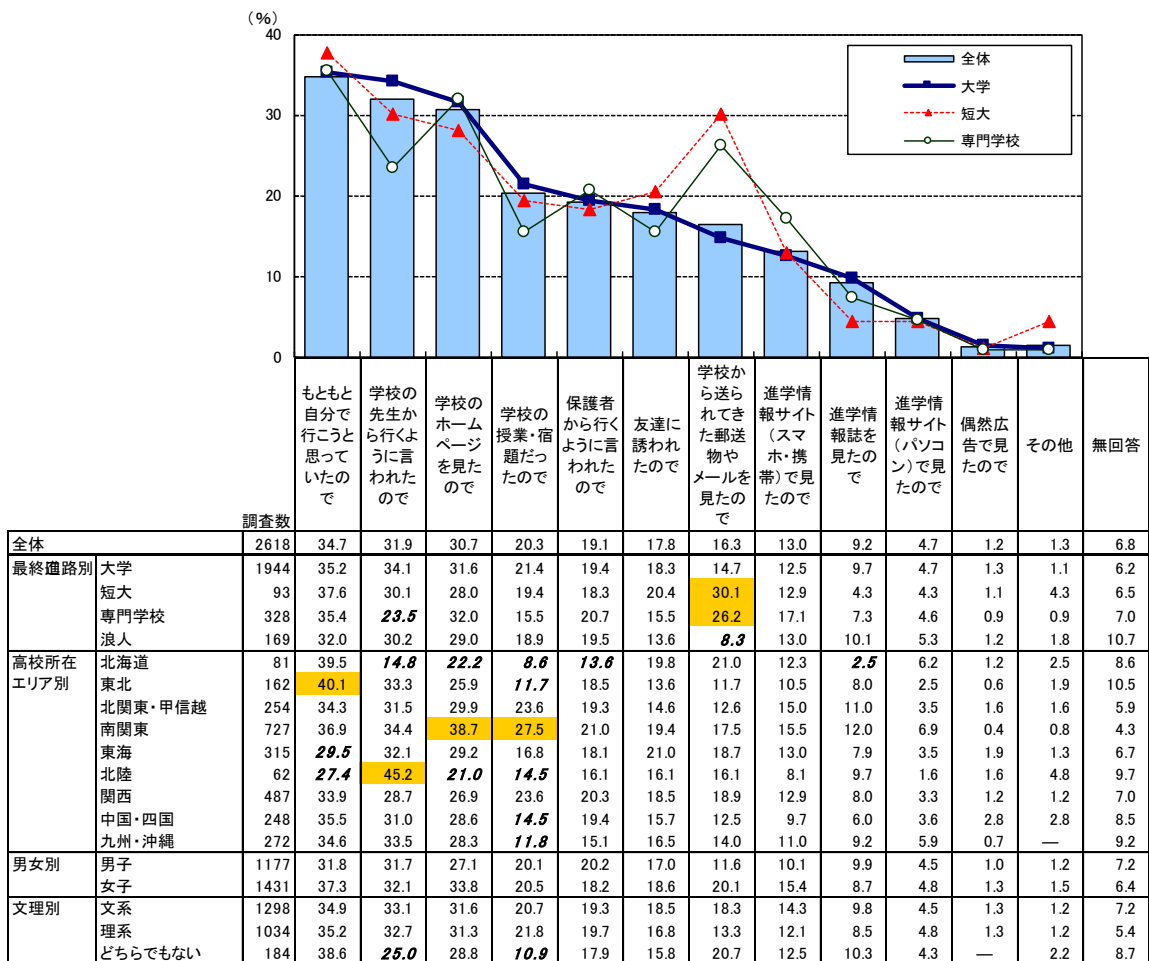 （%）
40
30
20
10
0
全体
大学
短大
専門学校
もともと
自分で
行こうと
思って
いたの
で
学校の
先生か
ら行くよ
うに言
われた
ので
学校の
ホーム
ページ
を見た
ので
学校の
授業・宿
題だっ
たので
保護者
から行く
ように言
われたの
で
友達に
誘われ
たので
学校か
ら送ら
れてき
た郵送
物や
メールを
見たの
で
進学情
報サイト
（スマ
ホ・携
帯）で見
たので
進学情
報誌を
見たの
で
進学情
報サイト
（パソコ
ン）で見
たので
偶然広
告で見
たので
その他
無回答
調査数
全体 2618 34.7 31.9 30.7 20.3 19.1 17.8 16.3 13.0 9.2 4.7 1.2 1.3 6.8
最終進路別 大学 1944 35.2 34.1 31.6 21.4 19.4 18.3 14.7 12.5 9.7 4.7 1.3 1.1 6.2
短大 93 37.6 30.1 28.0 19.4 18.3 20.4 30.1 12.9 4.3 4.3 1.1 4.3 6.5
専門学校 328 35.4 23.5 32.0 15.5 20.7 15.5 26.2 17.1 7.3 4.6 0.9 0.9 7.0
浪人 169 32.0 30.2 29.0 18.9 19.5 13.6 8.3 13.0 10.1 5.3 1.2 1.8 10.7
高校所在 北海道 81 39.5 14.8 22.2 8.6 13.6 19.8 21.0 12.3 2.5 6.2 1.2 2.5 8.6
エリア別 東北 162 40.1 33.3 25.9 11.7 18.5 13.6 11.7 10.5 8.0 2.5 0.6 1.9 10.5
北関東・甲信越 254 34.3 31.5 29.9 23.6 19.3 14.6 12.6 15.0 11.0 3.5 1.6 1.6 5.9
南関東 727 36.9 34.4 38.7 27.5 21.0 19.4 17.5 15.5 12.0 6.9 0.4 0.8 4.3
東海 315 29.5 32.1 29.2 16.8 18.1 21.0 18.7 13.0 7.9 3.5 1.9 1.3 6.7
北陸 62 27.4 45.2 21.0 14.5 16.1 16.1 16.1 8.1 9.7 1.6 1.6 4.8 9.7
関西 487 33.9 28.7 26.9 23.6 20.3 18.5 18.9 12.9 8.0 3.3 1.2 1.2 7.0
中国・四国 248 35.5 31.0 28.6 14.5 19.4 15.7 12.5 9.7 6.0 3.6 2.8 2.8 8.5
九州・沖縄 272 34.6 33.5 28.3 11.8 15.1 16.5 14.0 11.0 9.2 5.9 0.7 — 9.2
男女別 男子 1177 31.8 31.7 27.1 20.1 20.2 17.0 11.6 10.1 9.9 4.5 1.0 1.2 7.2
女子 1431 37.3 32.1 33.8 20.5 18.2 18.6 20.1 15.4 8.7 4.8 1.3 1.5 6.4
文理別 文系 1298 34.9 33.1 31.6 20.7 19.3 18.5 18.3 14.3 9.8 4.5 1.3 1.2 7.2
理系 1034 35.2 32.7 31.3 21.8 19.7 16.8 13.3 12.1 8.5 4.8 1.3 1.2 5.4
どちらでもない 184 38.6 25.0 28.8 10.9 17.9 15.8 20.7 12.5 10.3 4.3 — 2.2 8.7